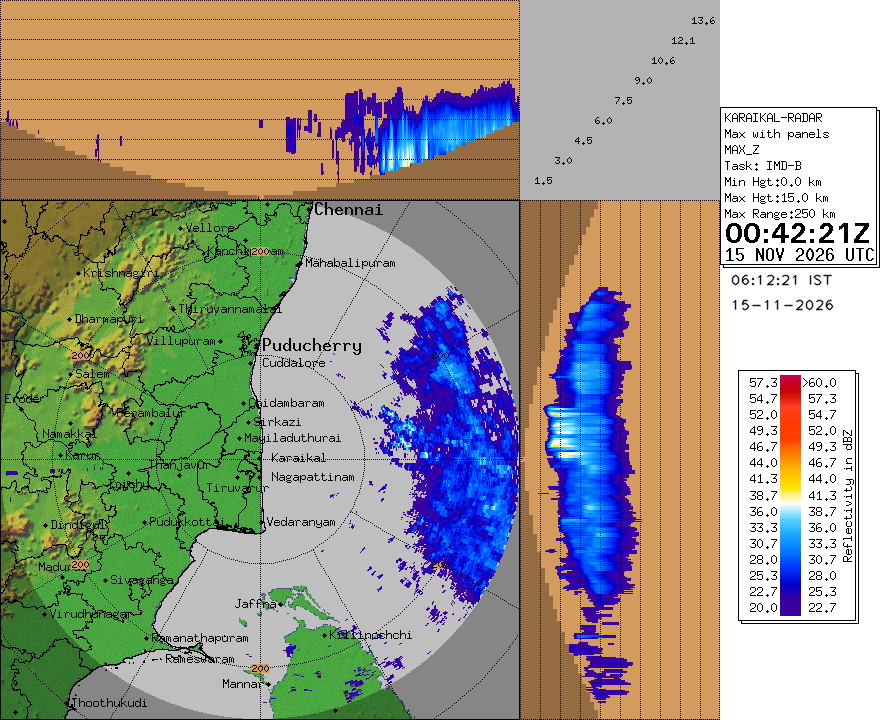 13.6
12.1
10.6
9.0
7.5
6.0
4.5
3.0
1.5
KARAIKAL-RADAR
Max with panels
MAX_Z
Task: IMD-B
Min Hgt:0.0 km
Max Hgt:15.0 km
Max Range:250 km
00:42:21Z
15 NOV 2026 UTC
06:12:21 IST
15-11-2026
Chennai
Vellore
200
Mahabalipuram
Krishnagiri
Thiruvannamalai
Dharmapuri
Villupuram
Puducherry
200
200
Cuddalore
Salem
Erode
Chidambaram
Perambalur
Sirkazi
Namakkal
Mayiladuthurai
Karur
Karaikal
Thanjavur
Nagapattinam
Tiruvarur
Dindigul
Pudukkottai
Vedaranyam
200
Sivaganga
Jaffna
Virudhunagar
Ramanathapuram
Killinochchi
Rameswaram
200
Mannar
Thoothukudi
57.3 >60.0
54.7 57.3
52.0 54.7
49.3 52.0
46.7 49.3
44.0 46.7
41.3 44.0
38.7 41.3
36.0 38.7
33.3 36.0
30.7 33.3
28.0 30.7
25.3 28.0
22.7 25.3
20.0 22.7
Reflectivity in dBZ